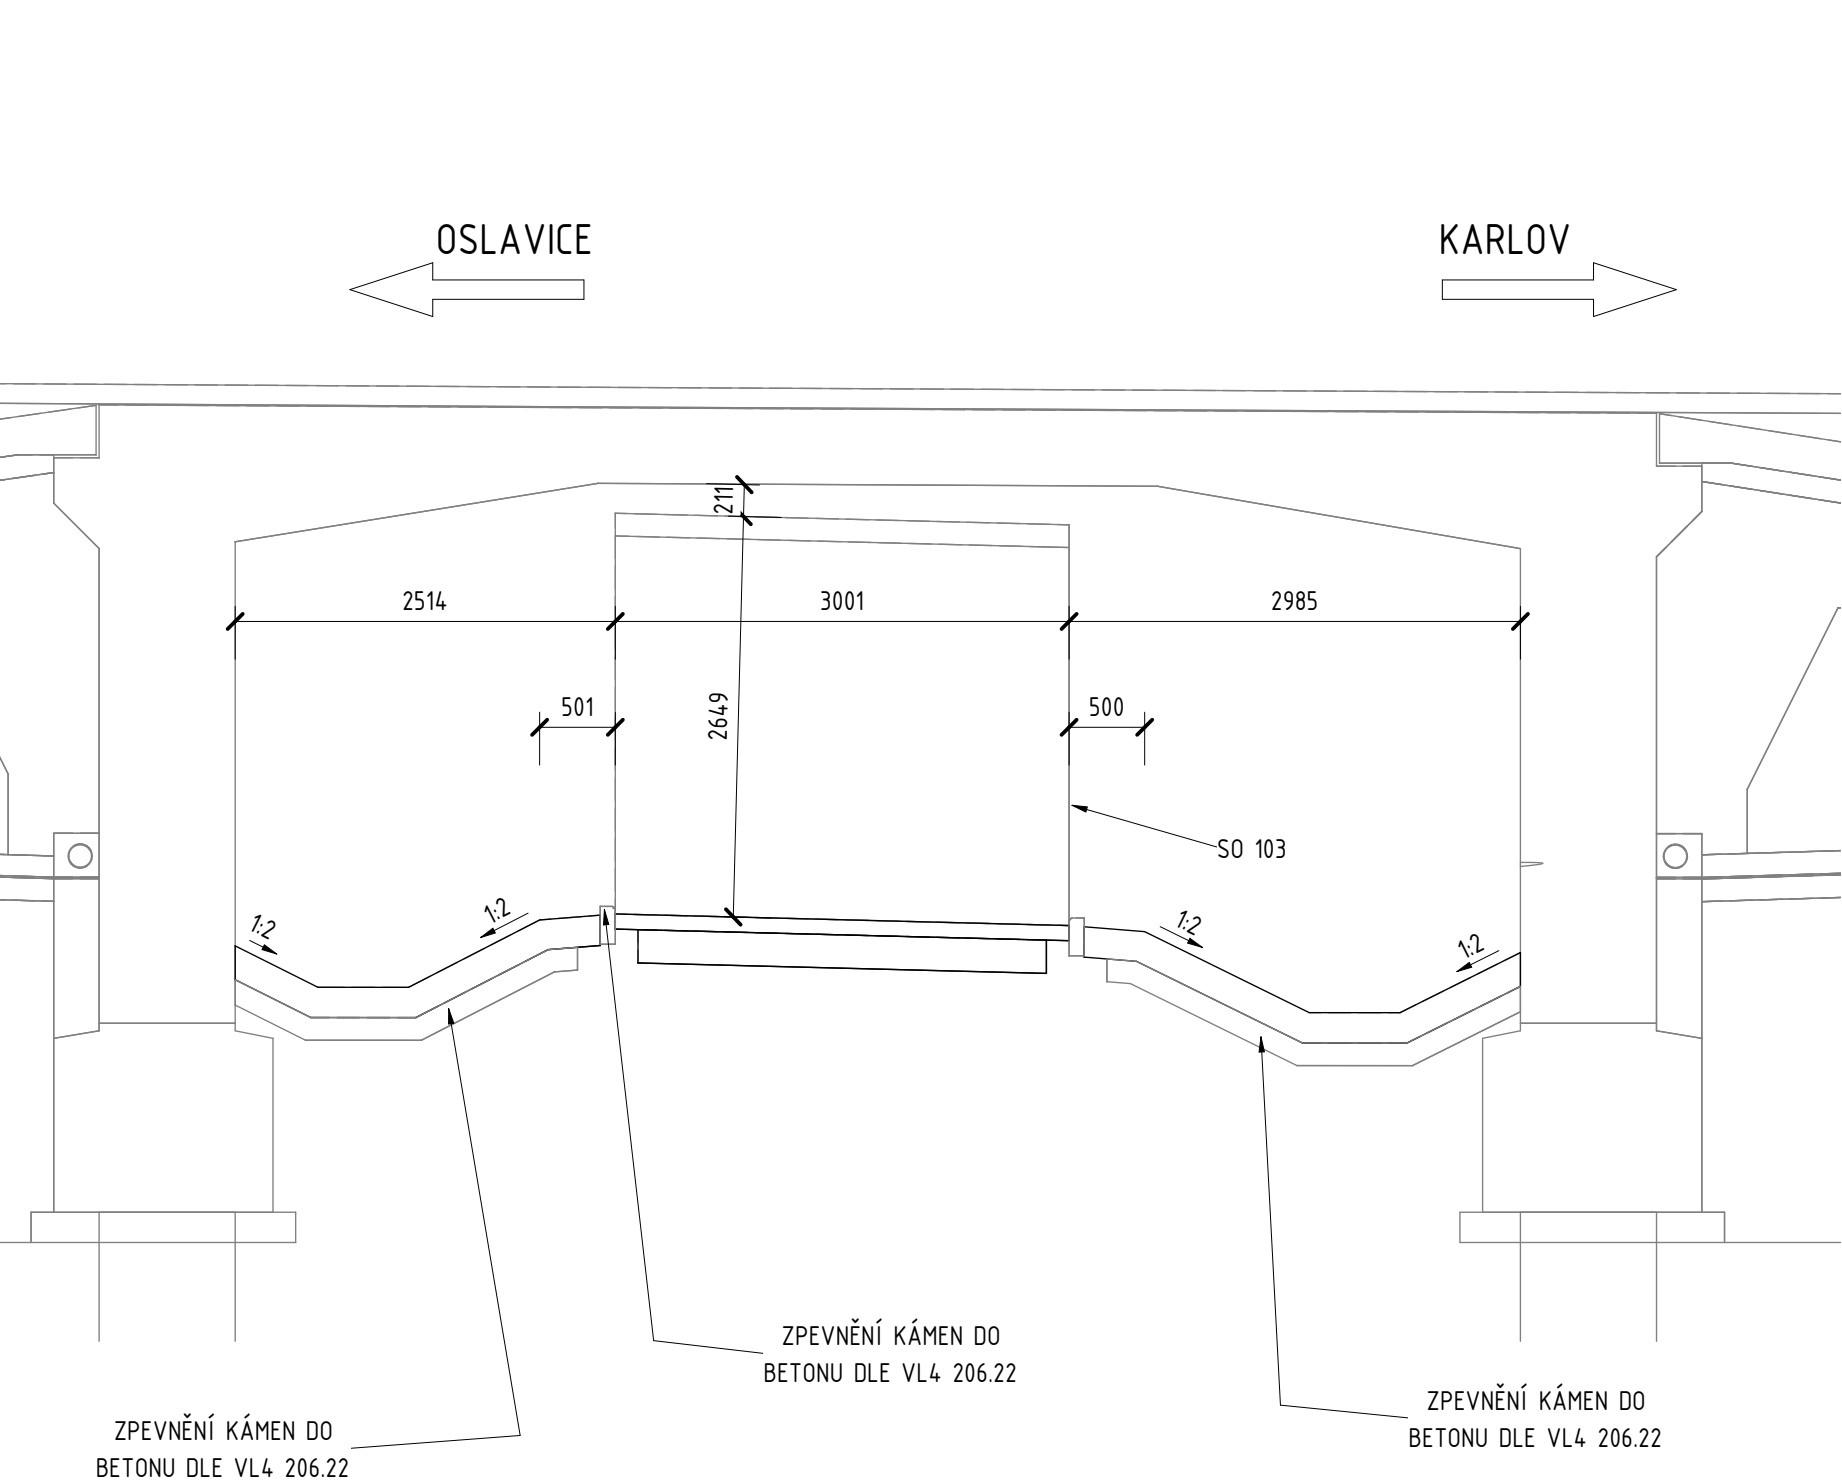 OSLAVICE
KARLOV
211
2514
3001
2985
501
2649
500
SO 103
1:2
1:2
1:2
1:2
ZPEVNĚNÍ KÁMEN DO
BETONU DLE VL4 206.22
ZPEVNĚNÍ KÁMEN DO
BETONU DLE VL4 206.22
ZPEVNĚNÍ KÁMEN DO
BETONU DLE VL4 206.22